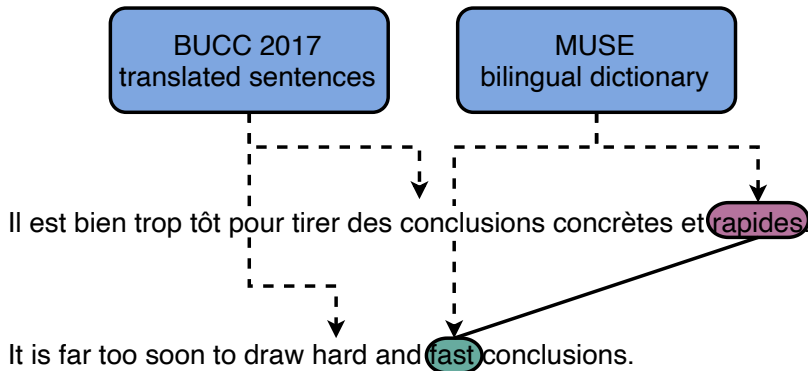 BUCC 2017
translated sentences
MUSE
bilingual dictionary
Il est bien trop tôt pour tirer des conclusions concrètes et rapides.
It is far too soon to draw hard and fast conclusions.